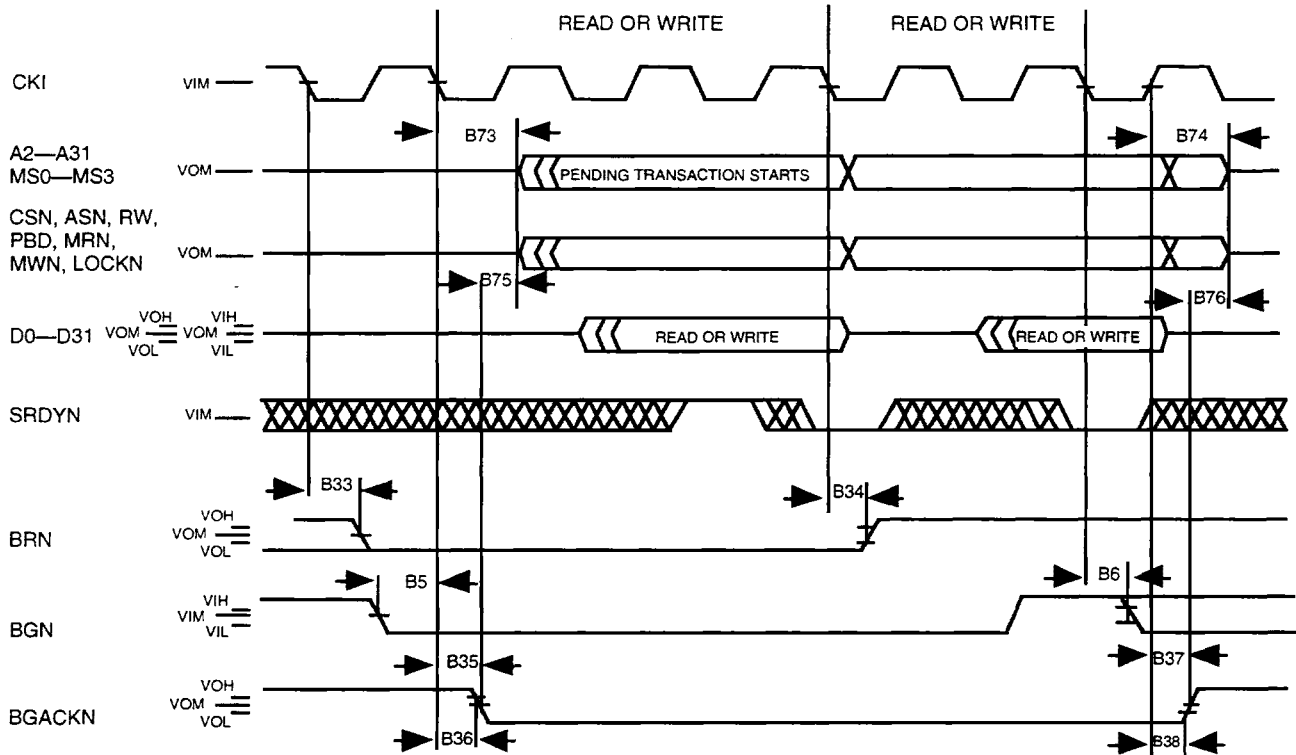 READ OR WRITE READ OR WRITE
CKI VIM
B73 B74
A2—A31
MS0—MS3 VOM PENDING TRANSACTION STARTS
CSN, ASN, RW,
PBD, MRN,
MWN, LOCKN VOM
B75 B76
D0—D31 VOH VOM VOL VIH VOM VIL READ OR WRITE READ OR WRITE
SRDYN VIM
B33 B34
BRN VOH VOM VOL
B5 B6
BGN VIH VIM VIL
B35 B37
BGACKN VOH VOM VOL
B36 B38